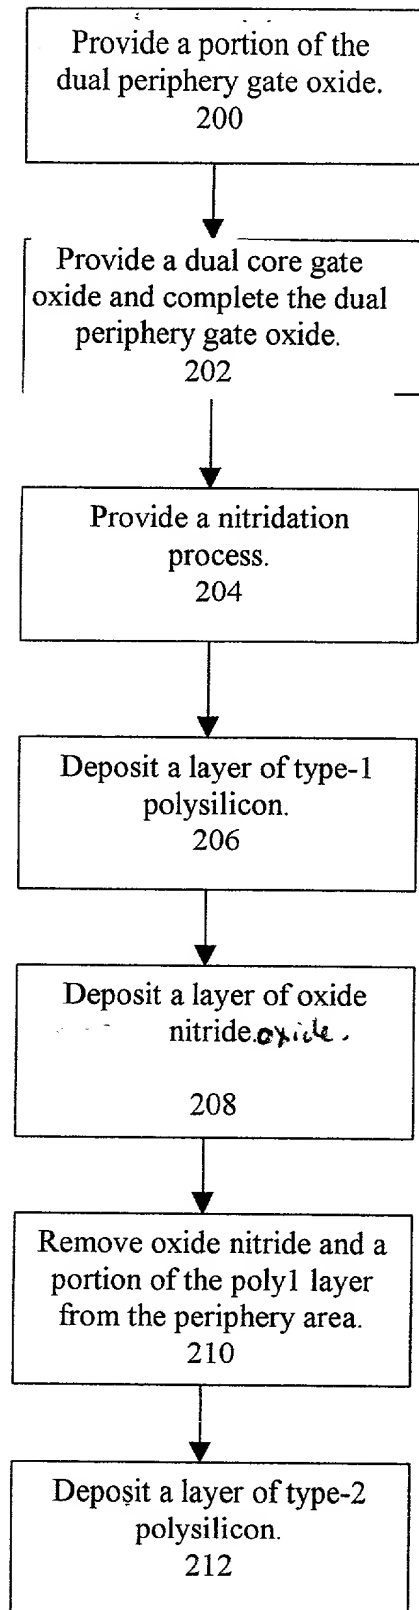 Provide a portion of the
dual periphery gate oxide.
200
Provide a dual core gate
oxide and complete the dual
periphery gate oxide.
202
Provide a nitridation
process.
204
Deposit a layer of type-1
polysilicon.
206
Deposit a layer of oxide
nitride.oxide.
208
Remove oxide nitride and a
portion of the poly1 layer
from the periphery area.
210
Deposit a layer of type-2
polysilicon.
212